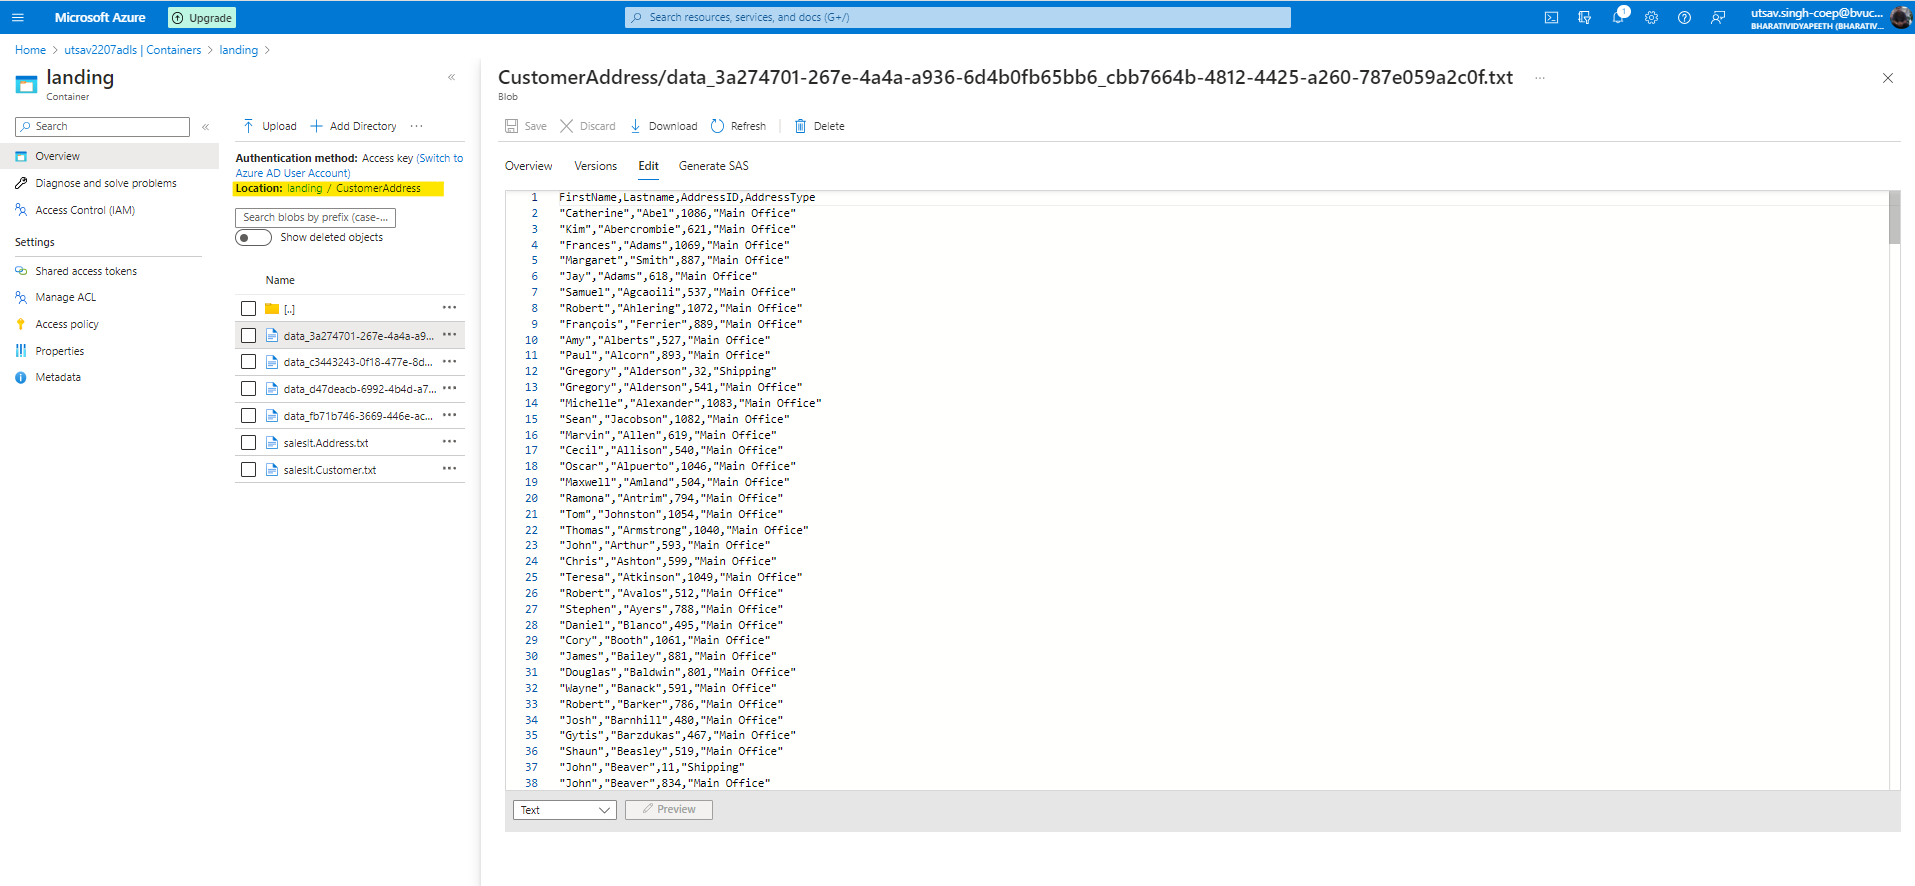 Microsoft Azure
Upgrade
Search resources, services, and docs (G+/)
1
utsav.singh-coep@bvuc...
BHARATIVIDYAPEETH (BHARATIV...
Home > utsav2207adls | Containers > landing >
landing
Container
Search
Overview
Diagnose and solve problems
Access Control (IAM)
Settings
Shared access tokens
Manage ACL
Access policy
Properties
Metadata
Upload
Add Directory
Authentication method: Access key (Switch to
Azure AD User Account)
Location: landing / CustomerAddress
Search blobs by prefix (case-...
Show deleted objects
Name
[..]
data_3a274701-267e-4a4a-a9...
data_c3443243-0f18-477e-8d...
data_d47deacb-6992-4b4d-a7...
data_fb71b746-3669-446e-ac...
saleslt.Address.txt
saleslt.Customer.txt
CustomerAddress/data_3a274701-267e-4a4a-a936-6d4b0fb65bb6_cbb7664b-4812-4425-a260-787e059a2c0f.txt
Blob
Save
Discard
Download
Refresh
Delete
Overview
Versions
Edit
Generate SAS
1 FirstName,Lastname,AddressID,AddressType
2 "Catherine","Abel",1086,"Main Office"
3 "Kim","Abercrombie",621,"Main Office"
4 "Frances","Adams",1069,"Main Office"
5 "Margaret","Smith",887,"Main Office"
6 "Jay","Adams",618,"Main Office"
7 "Samuel","Agcaoili",537,"Main Office"
8 "Robert","Ahlering",1072,"Main Office"
9 "François","Ferrier",889,"Main Office"
10 "Amy","Alberts",527,"Main Office"
11 "Paul","Alcorn",893,"Main Office"
12 "Gregory","Alderson",32,"Shipping"
13 "Gregory","Alderson",541,"Main Office"
14 "Michelle","Alexander",1083,"Main Office"
15 "Sean","Jacobson",1082,"Main Office"
16 "Marvin","Allen",619,"Main Office"
17 "Cecil","Allison",540,"Main Office"
18 "Oscar","Alpuerto",1046,"Main Office"
19 "Maxwell","Amland",504,"Main Office"
20 "Ramona","Antrim",794,"Main Office"
21 "Tom","Johnston",1054,"Main Office"
22 "Thomas","Armstrong",1040,"Main Office"
23 "John","Arthur",593,"Main Office"
24 "Chris","Ashton",599,"Main Office"
25 "Teresa","Atkinson",1049,"Main Office"
26 "Robert","Avalos",512,"Main Office"
27 "Stephen","Ayers",788,"Main Office"
28 "Daniel","Blanco",495,"Main Office"
29 "Cory","Booth",1061,"Main Office"
30 "James","Bailey",881,"Main Office"
31 "Douglas","Baldwin",801,"Main Office"
32 "Wayne","Banack",591,"Main Office"
33 "Robert","Barker",786,"Main Office"
34 "Josh","Barnhill",480,"Main Office"
35 "Gytis","Barzdukas",467,"Main Office"
36 "Shaun","Beasley",519,"Main Office"
37 "John","Beaver",11,"Shipping"
38 "John","Beaver",834,"Main Office"
Text
Preview